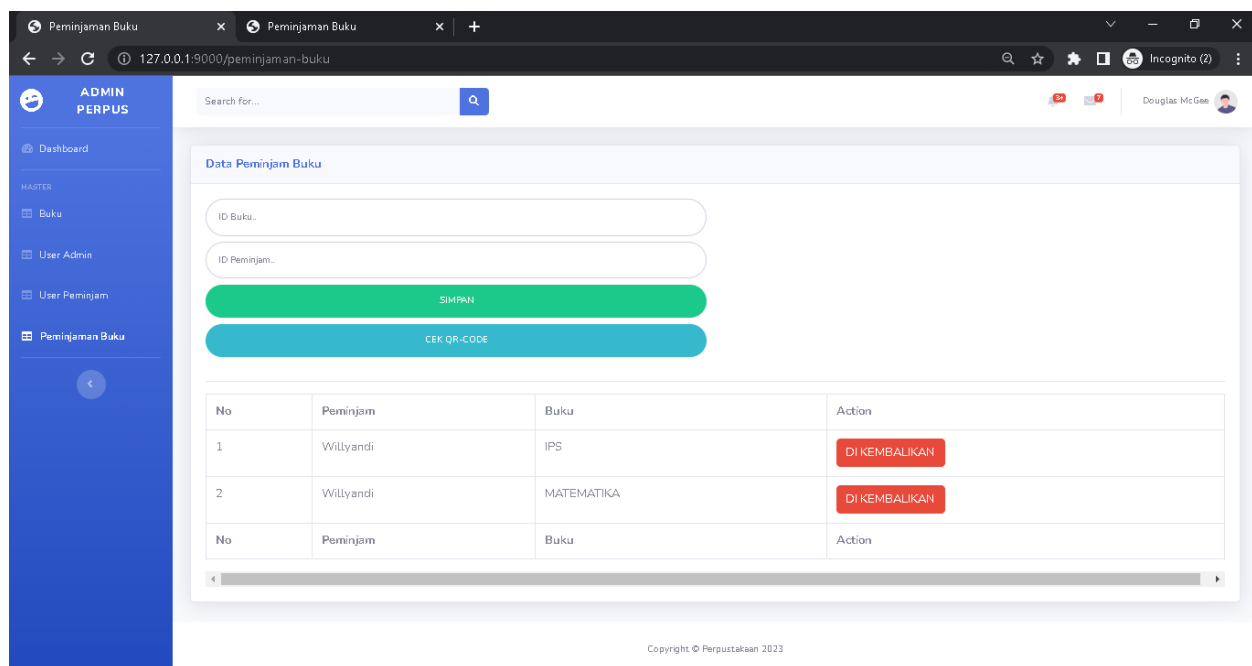 Peminjaman Buku
Peminjaman Buku
127.0.0.1:9000/peminjaman-buku
Incognito (2)
ADMIN
PERPUS
Search for...
3+
7
Douglas McGee
Dashboard
MASTER
Buku
User Admin
User Peminjam
Peminjaman Buku
Data Peminjam Buku
ID Buku..
ID Peminjam..
SIMPAN
CEK QR-CODE
No Peminjam Buku Action
1 Willyandi IPS DI KEMBALIKAN
2 Willyandi MATEMATIKA DI KEMBALIKAN
No Peminjam Buku Action
Copyright © Perpustakaan 2023